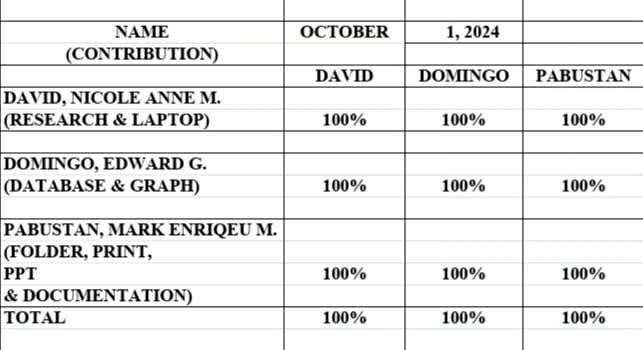 NAME OCTOBER 1, 2024
(CONTRIBUTION)
DAVID DOMINGO PABUSTAN
DAVID, NICOLE ANNE M.
(RESEARCH & LAPTOP) 100% 100% 100%
DOMINGO, EDWARD G.
(DATABASE & GRAPH) 100% 100% 100%
PABUSTAN, MARK ENRIQEU M.
(FOLDER, PRINT,
PPT 100% 100% 100%
& DOCUMENTATION)
TOTAL 100% 100% 100%